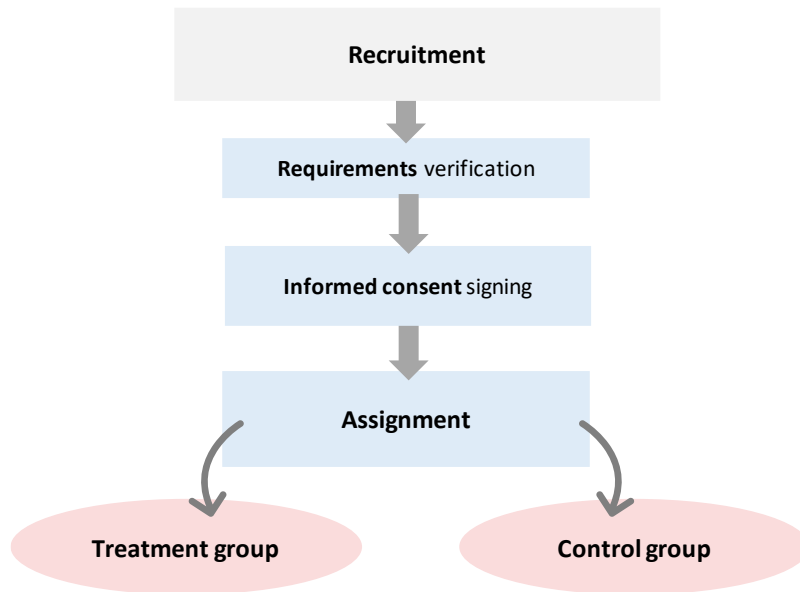 Recruitment
Requirements verification
Informed consent signing
Assignment
Treatment group
Control group